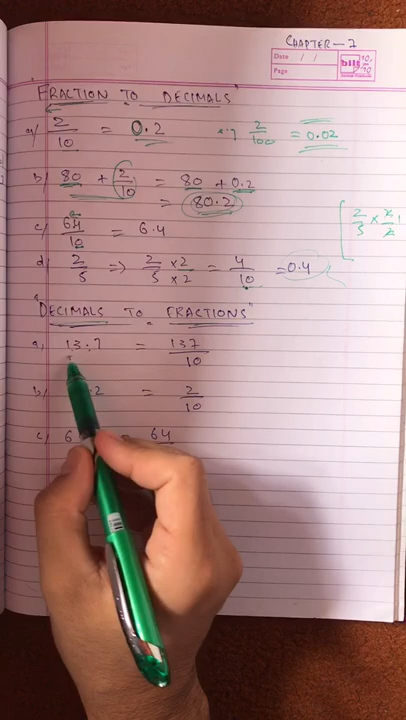 CHAPTER - 7
Date / /
Page
bilt
"FRACTION TO DECIMALS"
a) 2/10 = 0.2 2/100 = 0.02
b) 80 + 2/10 = 80 + 0.2
= 80.2
c) 64/10 = 6.4
d) 2/5 => 2/5 × 2/2 = 4/10 = 0.4
"DECIMALS TO FRACTIONS"
a) 13.7 = 137/10
b) .2 = 2/10
c) 6 = 64